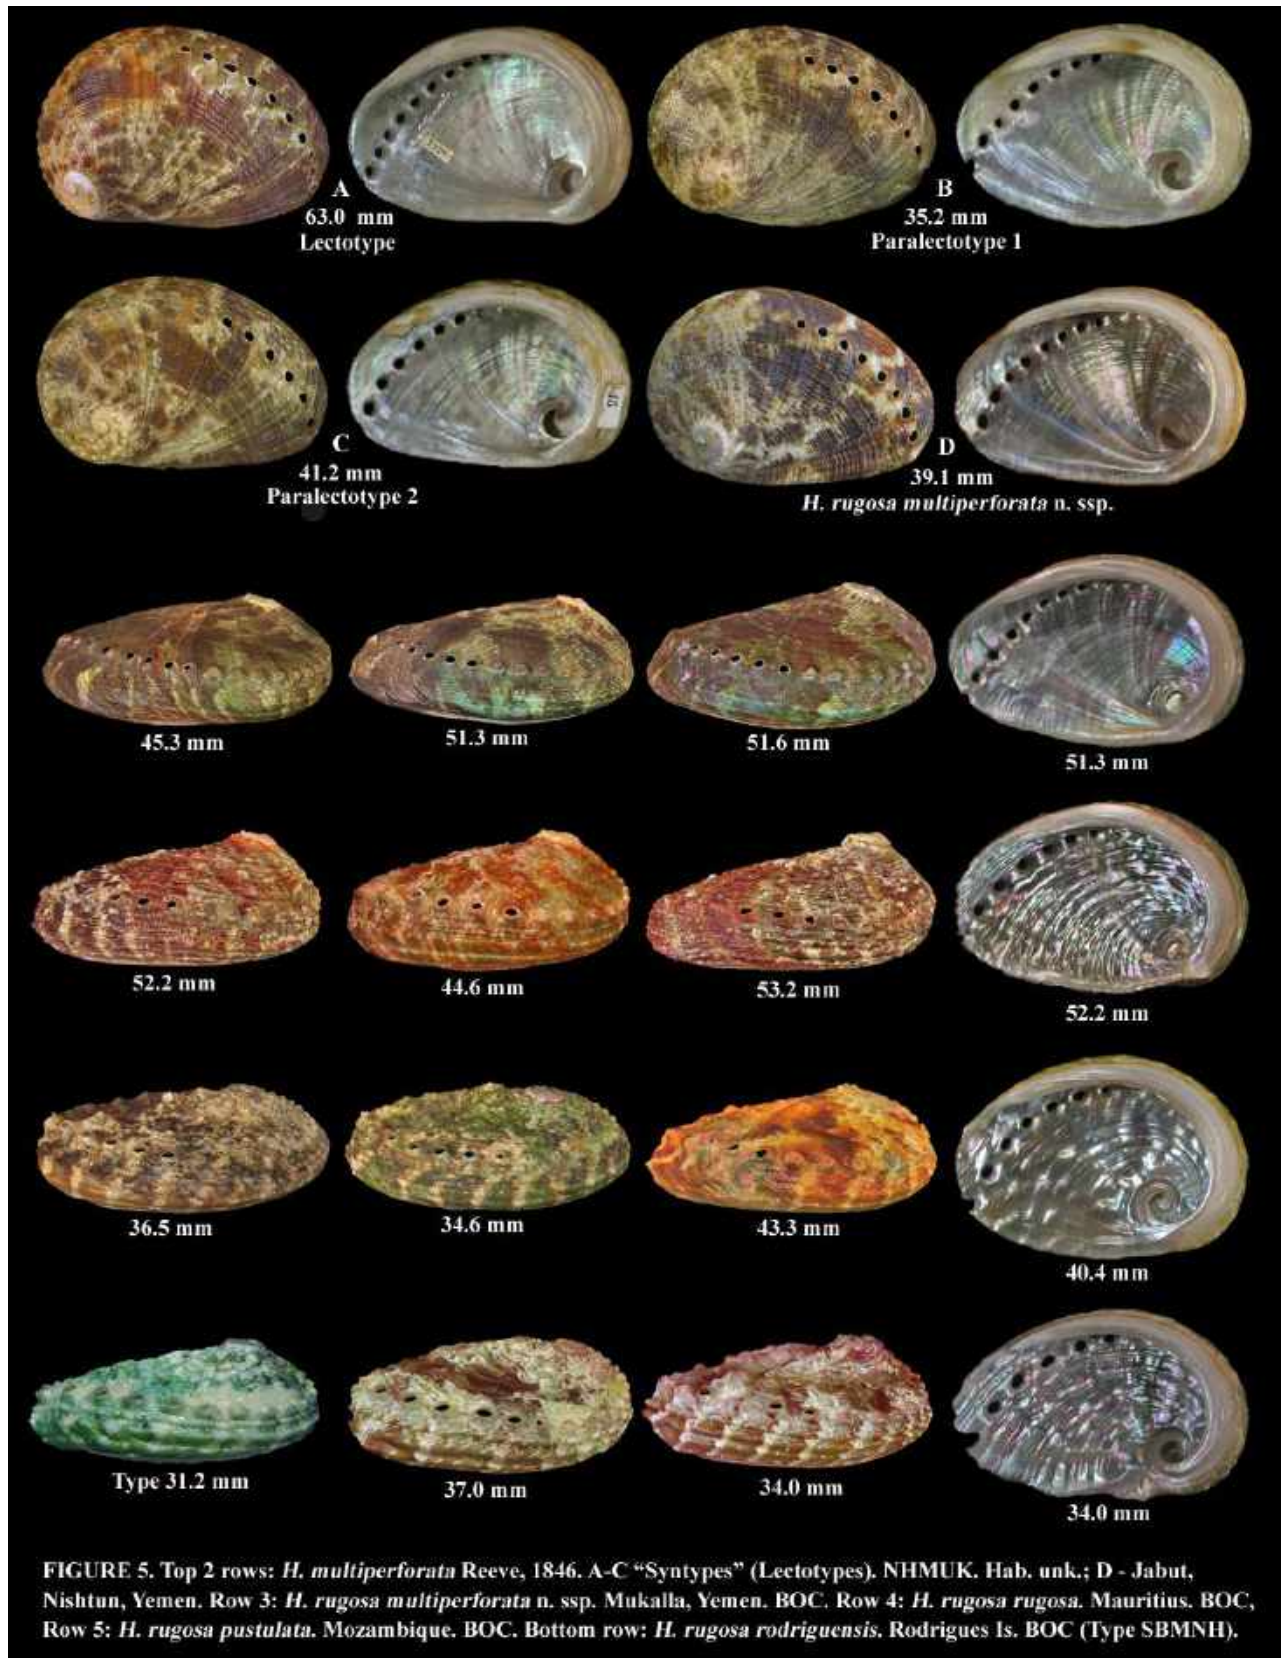 A
63.0 mm
Lectotype
B
35.2 mm
Paralectotype 1
C
41.2 mm
Paralectotype 2
D
39.1 mm
H. rugosa multiperforata n. ssp.
45.3 mm
51.3 mm
51.6 mm
51.3 mm
52.2 mm
44.6 mm
53.2 mm
52.2 mm
36.5 mm
34.6 mm
43.3 mm
40.4 mm
Type 31.2 mm
37.0 mm
34.0 mm
34.0 mm
FIGURE 5. Top 2 rows: H. multiperforata Reeve, 1846. A-C “Syntypes” (Lectotypes). NHMUK. Hab. unk.; D - Jabut,
Nishtun, Yemen. Row 3: H. rugosa multiperforata n. ssp. Mukalla, Yemen. BOC. Row 4: H. rugosa rugosa. Mauritius. BOC,
Row 5: H. rugosa pustulata. Mozambique. BOC. Bottom row: H. rugosa rodriguensis. Rodrigues Is. BOC (Type SBMNH).